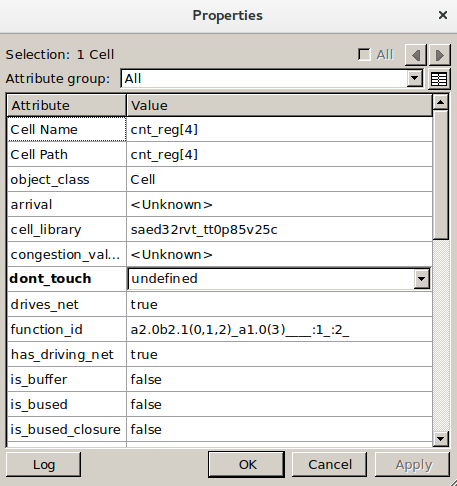 Properties
Selection: 1 Cell
All
Attribute group: All
Attribute Value
Cell Name cnt_reg[4]
Cell Path cnt_reg[4]
object_class Cell
arrival <Unknown>
cell_library saed32rvt_tt0p85v25c
congestion_val... <Unknown>
dont_touch undefined
drives_net true
function_id a2.0b2.1(0,1,2)_a1.0(3)____:1_:2_
has_driving_net true
is_buffer false
is_bused false
is_bused_closure false
Log OK Cancel Apply